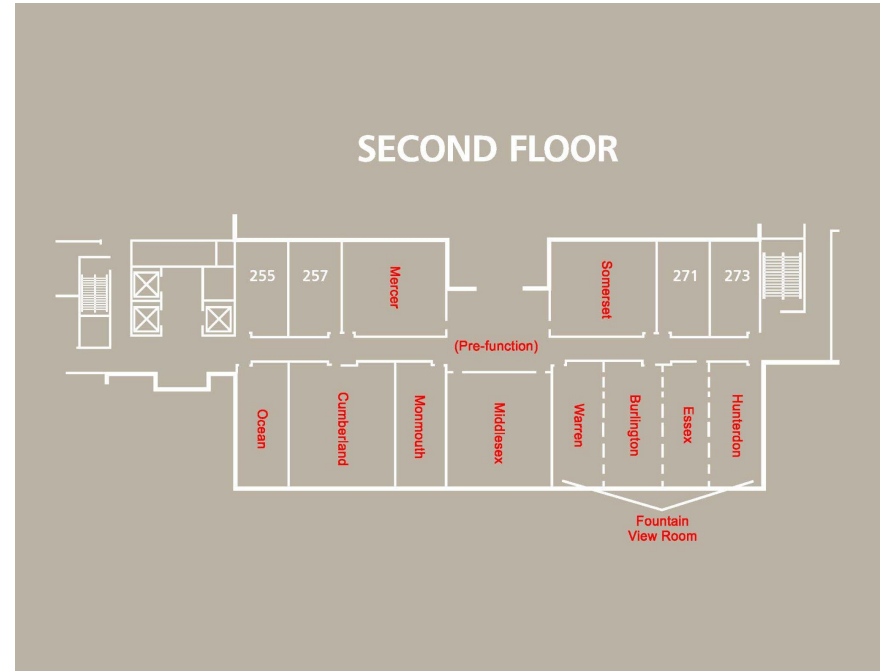 SECOND FLOOR
255
257
Mercer
Somerset
271
273
(Pre-function)
Ocean
Cumberland
Monmouth
Middlesex
Warren
Burlington
Essex
Hunterdon
Fountain
View Room